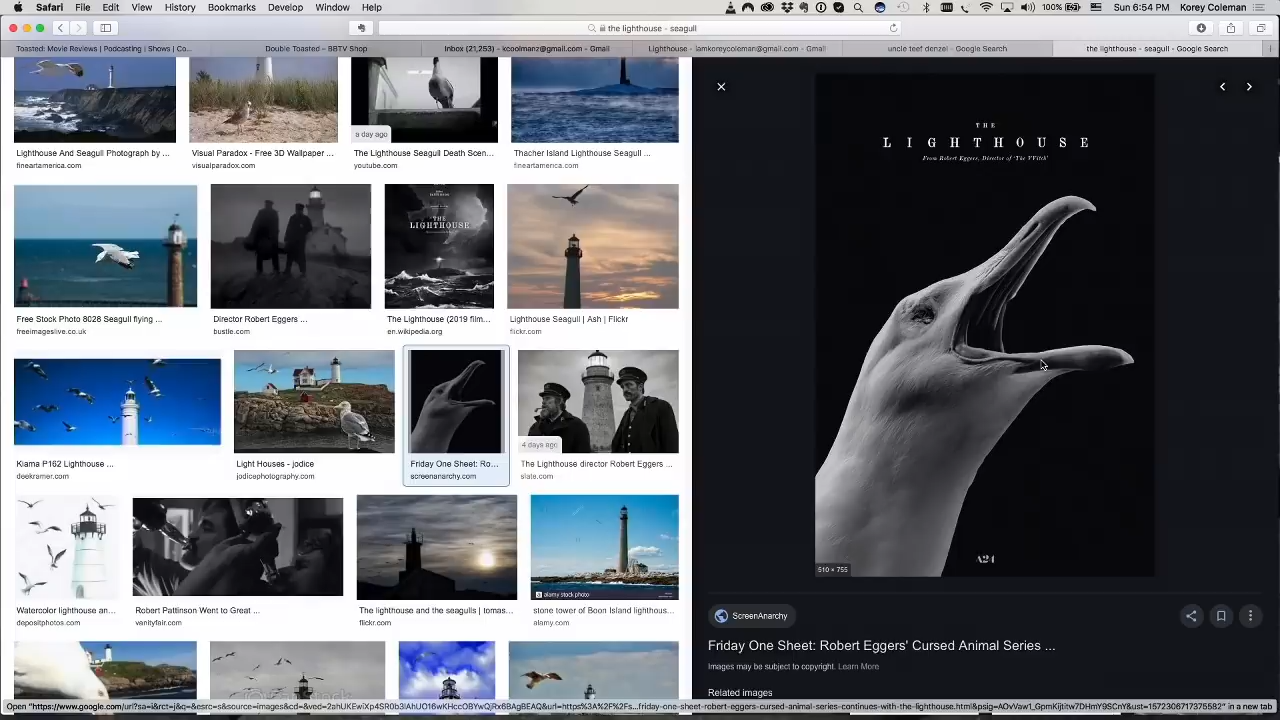 Safari File Edit View History Bookmarks Develop Window Help
100% Sun 6:54 PM Korey Coleman
the lighthouse - seagull
Toasted: Movie Reviews | Podcasting | Shows | Co...
Double Toasted – BBTV Shop
Inbox (21,253) - kcoolmanz@gmail.com - Gmail
Lighthouse - iamkoreycoleman@gmail.com - Gmail
uncle teef denzel - Google Search
the lighthouse - seagull - Google Search
a day ago
Lighthouse And Seagull Photograph by ...
fineartamerica.com
Visual Paradox - Free 3D Wallpaper ...
visualparadox.com
The Lighthouse Seagull Death Scen...
youtube.com
Thacher Island Lighthouse Seagull ...
fineartamerica.com
THE
LIGHTHOUSE
Free Stock Photo 8028 Seagull flying ...
freeimageslive.co.uk
Director Robert Eggers ...
bustle.com
The Lighthouse (2019 film...
en.wikipedia.org
Lighthouse Seagull | Ash | Flickr
flickr.com
4 days ago
Kiama P162 Lighthouse ...
deekramer.com
Light Houses - jodice
jodicephotography.com
Friday One Sheet: Ro...
screenanarchy.com
The Lighthouse director Robert Eggers ...
slate.com
alamy stock photo
Watercolor lighthouse an...
depositphotos.com
Robert Pattinson Went to Great ...
vanityfair.com
The lighthouse and the seagulls | tomas...
flickr.com
stone tower of Boon Island lighthous...
alamy.com
THE
LIGHTHOUSE
From Robert Eggers, Director of 'The VVitch'
A24
510 × 755
ScreenAnarchy
Friday One Sheet: Robert Eggers' Cursed Animal Series ...
Images may be subject to copyright. Learn More
Related images